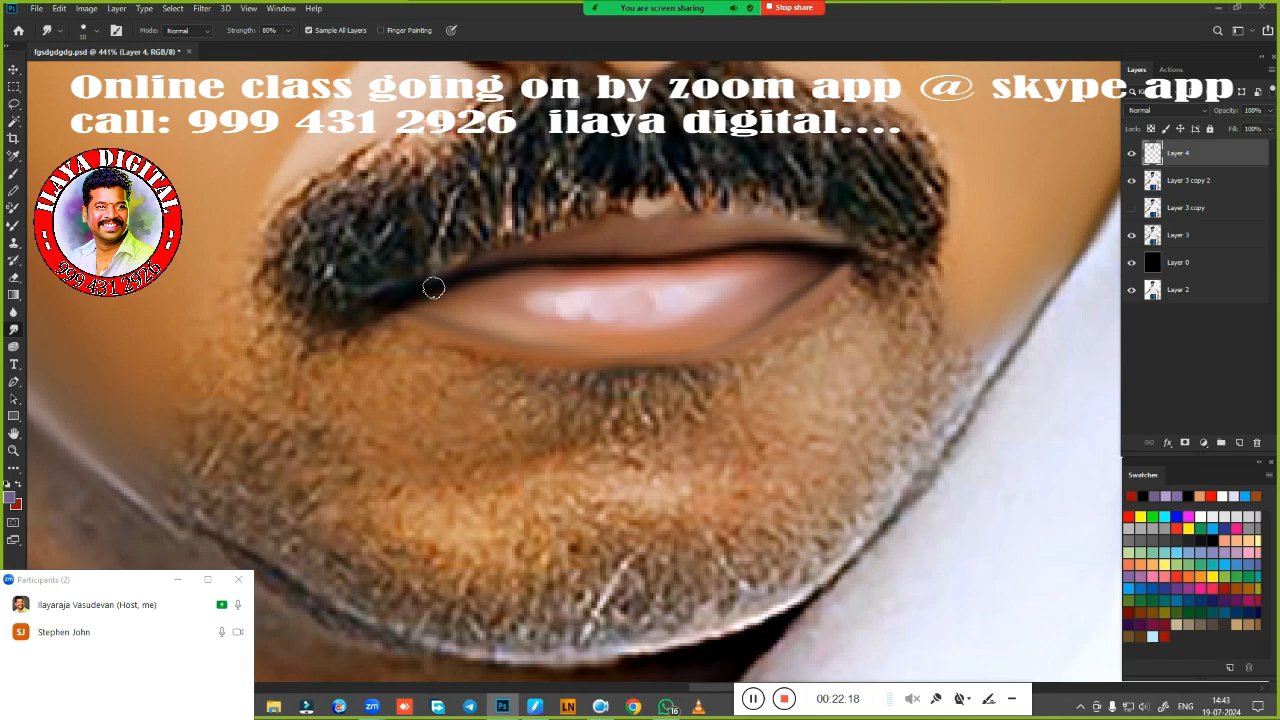 You are screen sharing
Stop share
File Edit Image Layer Type Select Filter 3D View Window Help
Mode: Normal Strength: 80% Sample All Layers Finger Painting
10
fgsdgdgdg.psd @ 441% (Layer 4, RGB/8) *
Online class going on by zoom app @ skype app
call: 999 431 2926 ilaya digital....
ILAYA DIGITAL
999 431 2926
Layers Actions
Normal Opacity: 100%
Lock: Fill: 100%
Layer 4
Layer 3 copy 2
Layer 3 copy
Layer 3
Layer 0
Layer 2
Swatches
Participants (2)
Ilayaraja Vasudevan (Host, me)
SJ Stephen John
00:22:18
14:43
19-07-2024